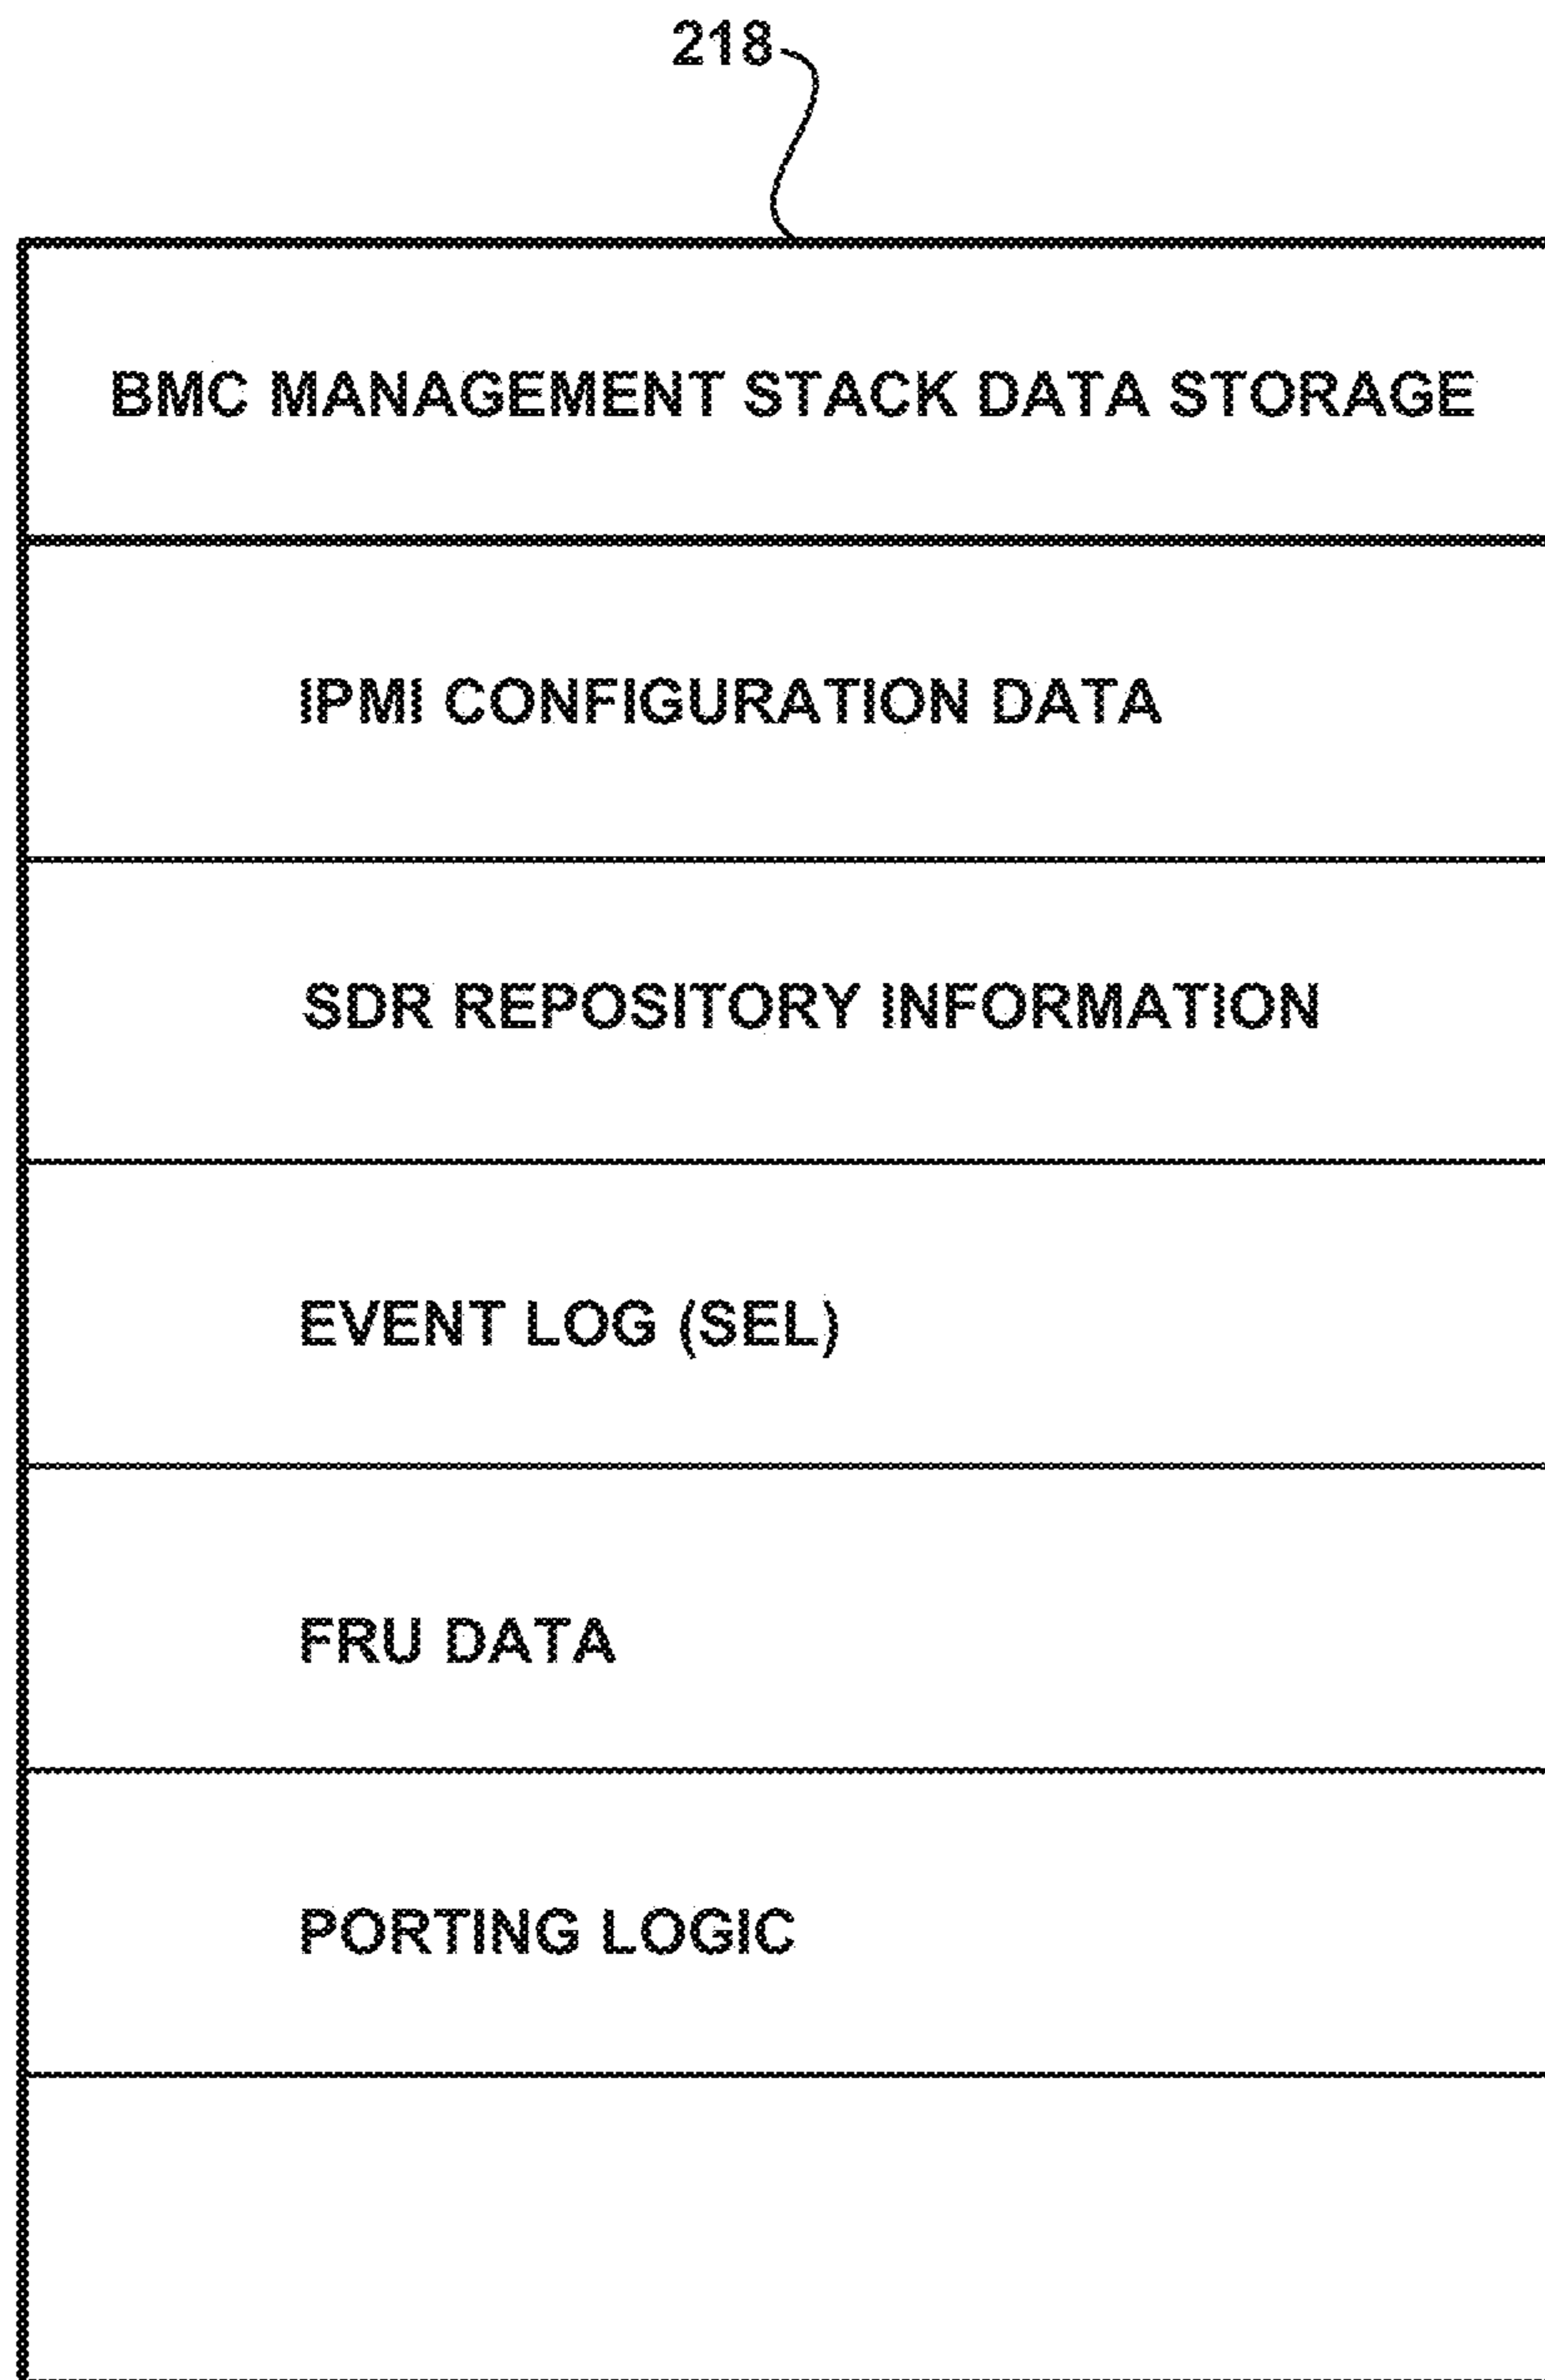 218
BMC MANAGEMENT STACK DATA STORAGE
IPMI CONFIGURATION DATA
SDR REPOSITORY INFORMATION
EVENT LOG (SEL)
FRU DATA
PORTING LOGIC